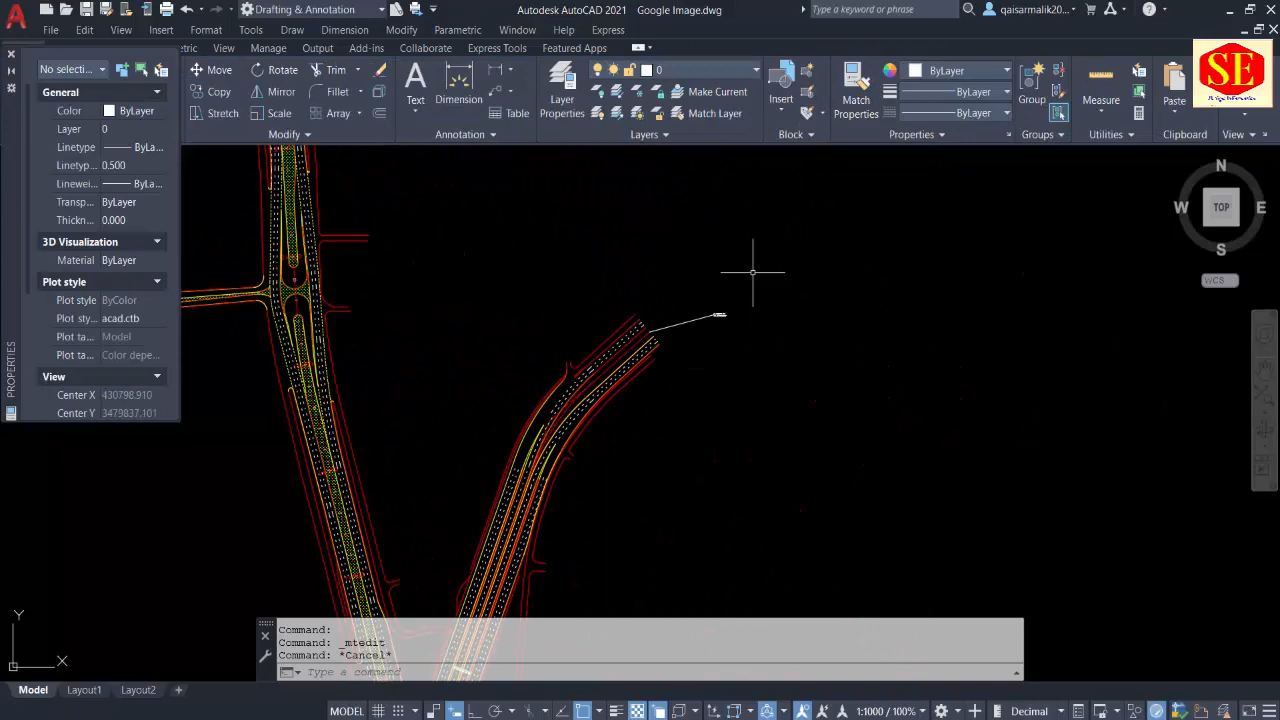 Drafting & Annotation
Autodesk AutoCAD 2021 Google Image.dwg
Type a keyword or phrase
qaisarmalik20...
File Edit View Insert Format Tools Draw Dimension Modify Parametric Window Help Express
View Manage Output Add-ins Collaborate Express Tools Featured Apps
SE
No selecti...
Move Rotate Trim
0
ByLayer
General
Copy Mirror Fillet
Text Dimension
Layer Properties
Make Current
Insert
Match Properties
ByLayer
Group
Measure
Paste
Color ByLayer
Stretch Scale Array
Table
Match Layer
ByLayer
Layer 0
Modify Annotation Layers Block Properties Groups Utilities Clipboard View
Linetype ByLa...
Linetyp... 0.500
Linewei... ByLa...
Transp... ByLayer
Thickn... 0.000
3D Visualization
Material ByLayer
Plot style
Plot style ByColor
Plot sty... acad.ctb
Plot ta... Model
Plot ta... Color depe...
View
Center X 430798.910
Center Y 3479837.101
PROPERTIES
N
W TOP E
S
WCS
Y
X
Command:
Command: _mtedit
Command: *Cancel*
Type a command
Model Layout1 Layout2 +
MODEL
1:1000 / 100%
Decimal